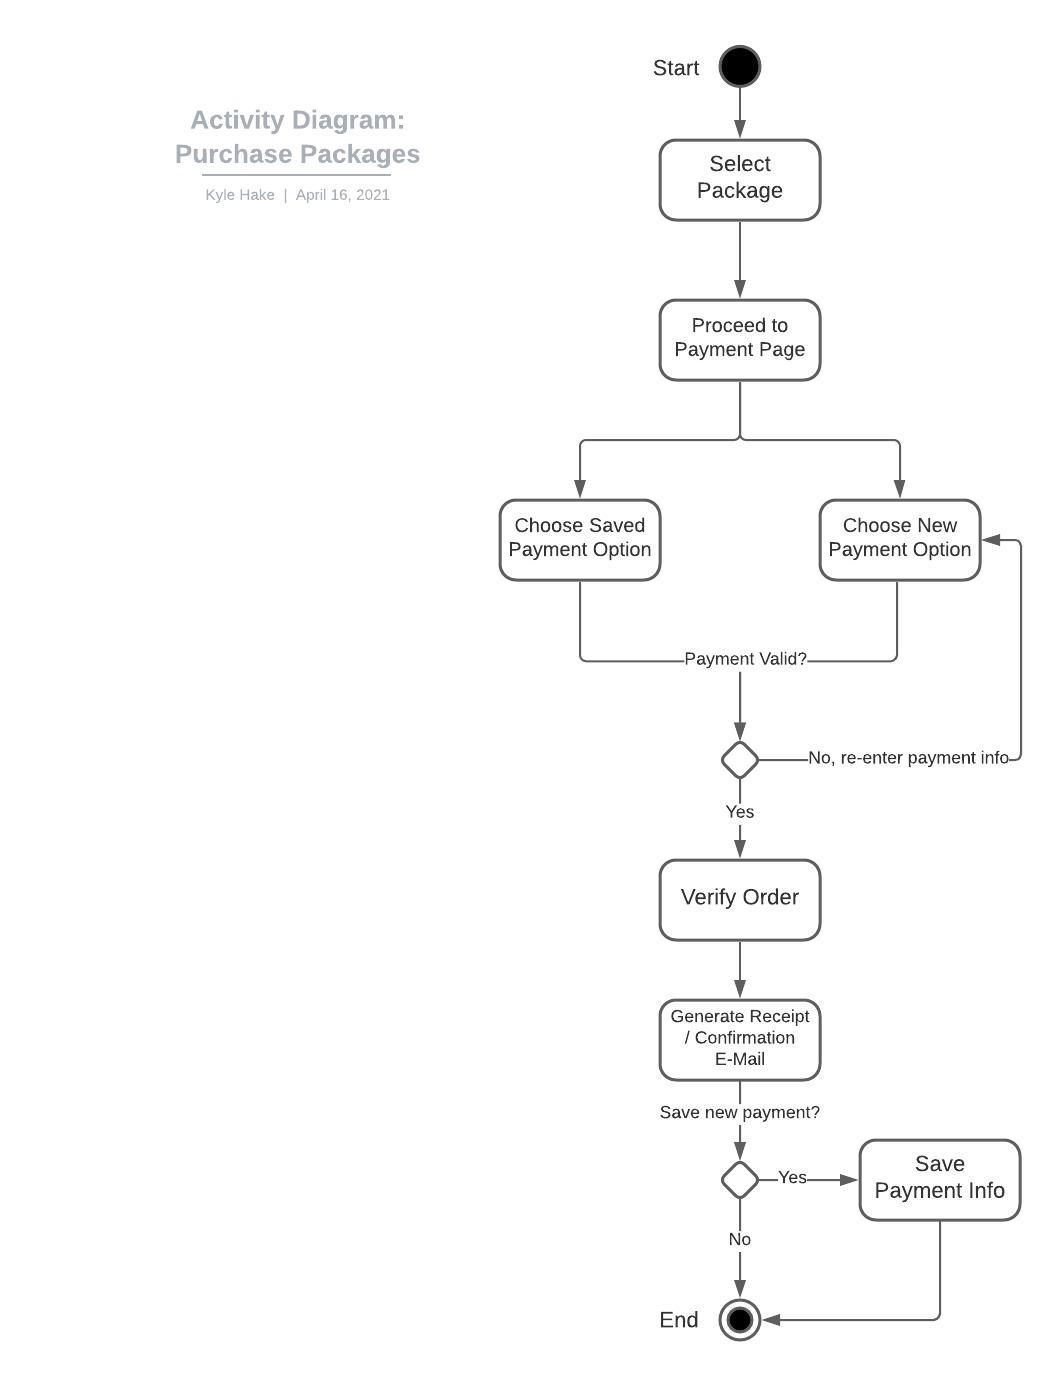 Start
Activity Diagram:
Purchase Packages
Kyle Hake | April 16, 2021
Select
Package
Proceed to
Payment Page
Choose Saved
Payment Option
Choose New
Payment Option
Payment Valid?
No, re-enter payment info
Yes
Verify Order
Generate Receipt
/ Confirmation
E-Mail
Save new payment?
Yes
Save
Payment Info
No
End